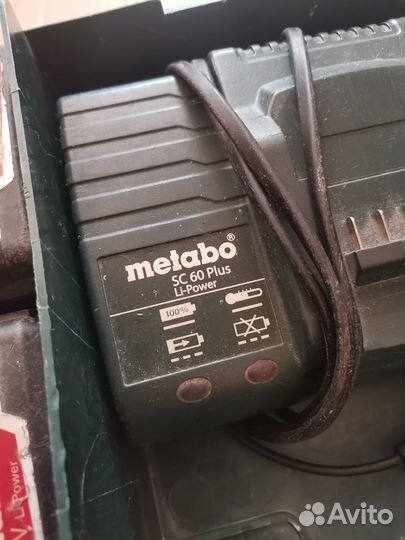 metabo®
SC 60 Plus
Li-Power
100%
V, Li-Power
Avito